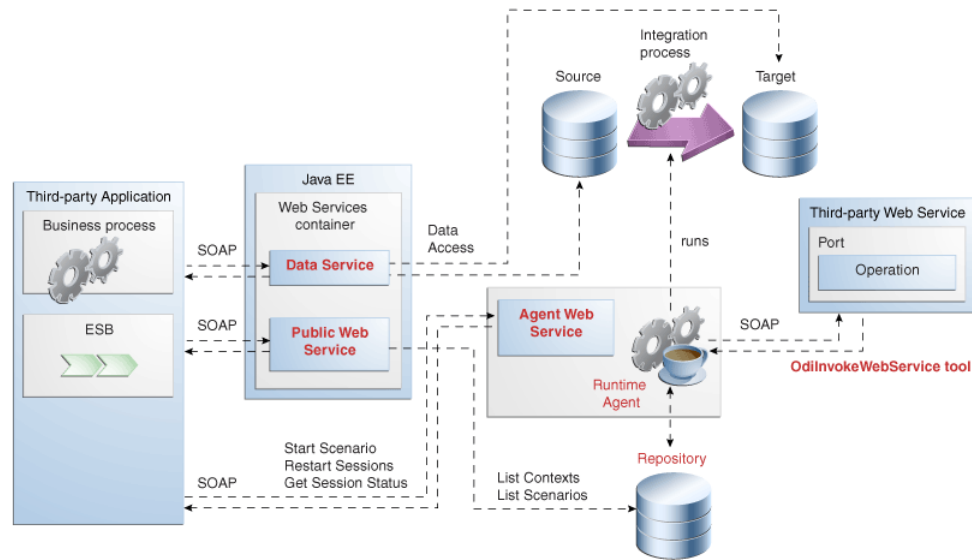 Integration
process
Source
Target
Third-party Application
Business process
ESB
SOAP
SOAP
SOAP
Java EE
Web Services
container
Data Service
Public Web
Service
Data
Access
runs
Third-party Web Service
Port
Operation
Agent Web
Service
SOAP
OdiInvokeWebService tool
Runtime
Agent
Start Scenario
Restart Sessions
Get Session Status
List Contexts
List Scenarios
Repository